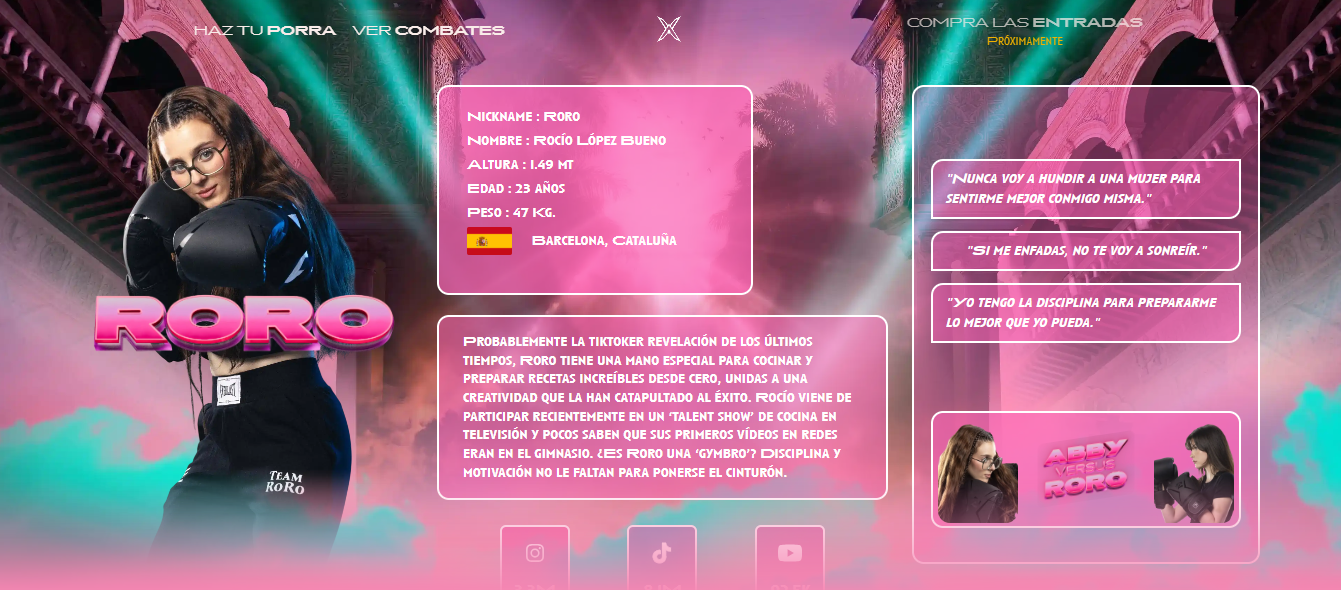 HAZ TU PORRA VER COMBATES
COMPRA LAS ENTRADAS
PRÓXIMAMENTE
NICKNAME : RORO
NOMBRE : ROCÍO LÓPEZ BUENO
ALTURA : 1.49 MT
EDAD : 23 AÑOS
PESO : 47 KG.
BARCELONA, CATALUÑA
RORO
EVERLAST
TEAM
RORO
PROBABLEMENTE LA TIKTOKER REVELACIÓN DE LOS ÚLTIMOS
TIEMPOS, RORO TIENE UNA MANO ESPECIAL PARA COCINAR Y
PREPARAR RECETAS INCREÍBLES DESDE CERO, UNIDAS A UNA
CREATIVIDAD QUE LA HAN CATAPULTADO AL ÉXITO. ROCÍO VIENE DE
PARTICIPAR RECIENTEMENTE EN UN ‘TALENT SHOW’ DE COCINA EN
TELEVISIÓN Y POCOS SABEN QUE SUS PRIMEROS VÍDEOS EN REDES
ERAN EN EL GIMNASIO. ¿ES RORO UNA ‘GYMBRO’? DISCIPLINA Y
MOTIVACIÓN NO LE FALTAN PARA PONERSE EL CINTURÓN.
"NUNCA VOY A HUNDIR A UNA MUJER PARA
SENTIRME MEJOR CONMIGO MISMA."
"SI ME ENFADAS, NO TE VOY A SONREÍR."
"YO TENGO LA DISCIPLINA PARA PREPARARME
LO MEJOR QUE YO PUEDA."
ABBY
VERSUS
RORO